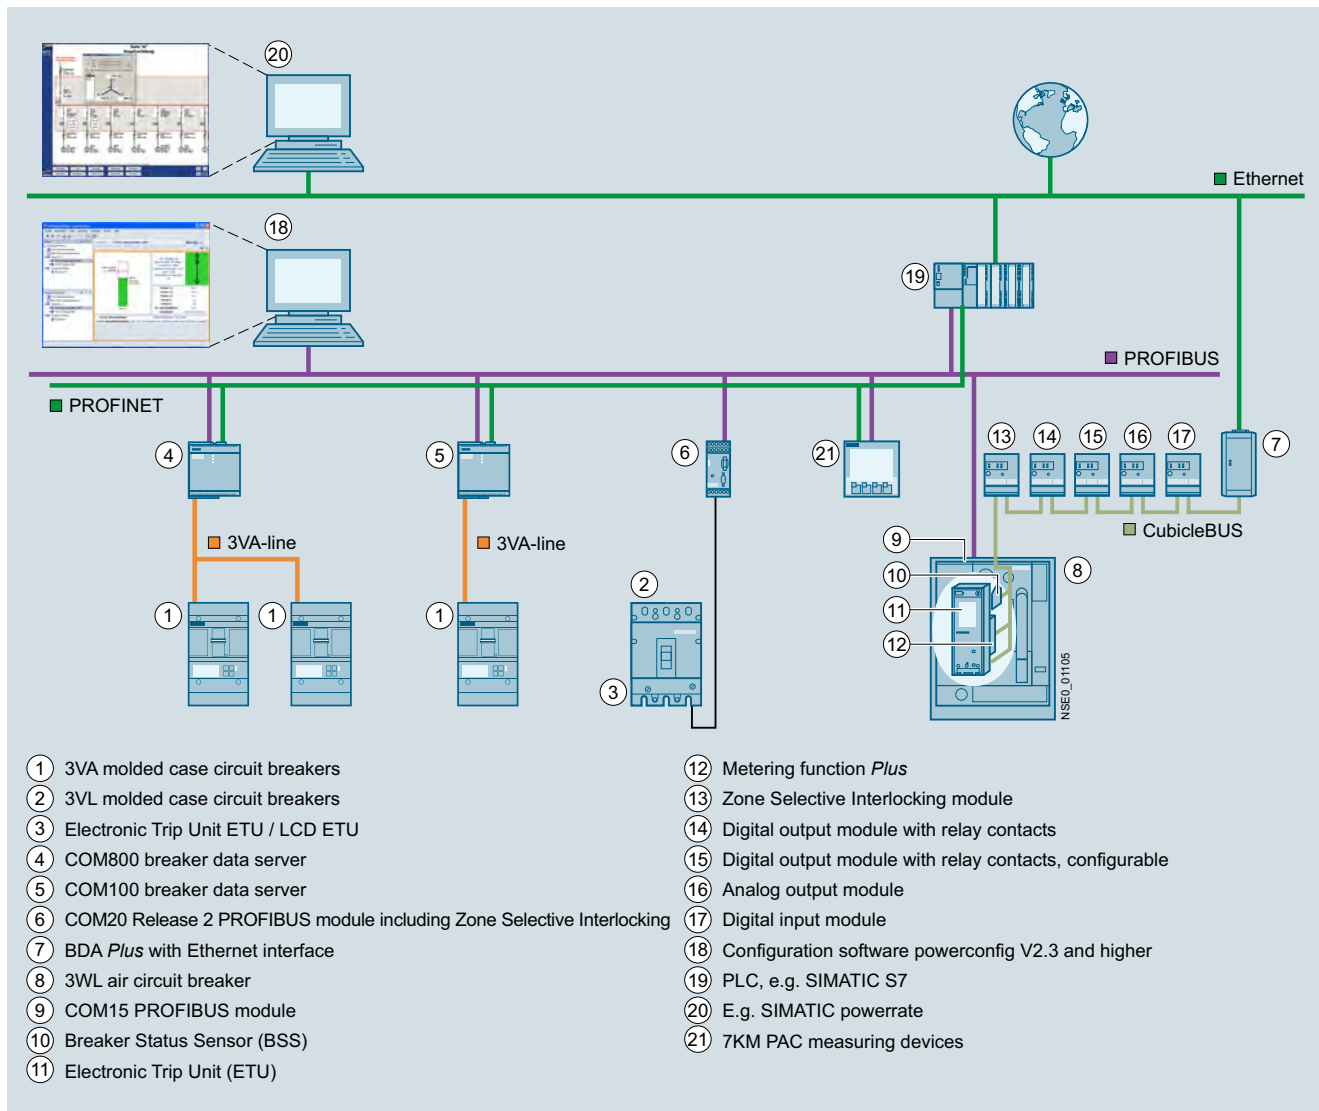 20
Ethernet
18
19
PROFIBUS
PROFINET
4
5
6
21
13
14
15
16
17
7
3VA-line
3VA-line
CubicleBUS
9
8
10
2
1
1
1
11
12
3
NSE0_01105
1 3VA molded case circuit breakers
2 3VL molded case circuit breakers
3 Electronic Trip Unit ETU / LCD ETU
4 COM800 breaker data server
5 COM100 breaker data server
6 COM20 Release 2 PROFIBUS module including Zone Selective Interlocking
7 BDA Plus with Ethernet interface
8 3WL air circuit breaker
9 COM15 PROFIBUS module
10 Breaker Status Sensor (BSS)
11 Electronic Trip Unit (ETU)
12 Metering function Plus
13 Zone Selective Interlocking module
14 Digital output module with relay contacts
15 Digital output module with relay contacts, configurable
16 Analog output module
17 Digital input module
18 Configuration software powerconfig V2.3 and higher
19 PLC, e.g. SIMATIC S7
20 E.g. SIMATIC powerrate
21 7KM PAC measuring devices